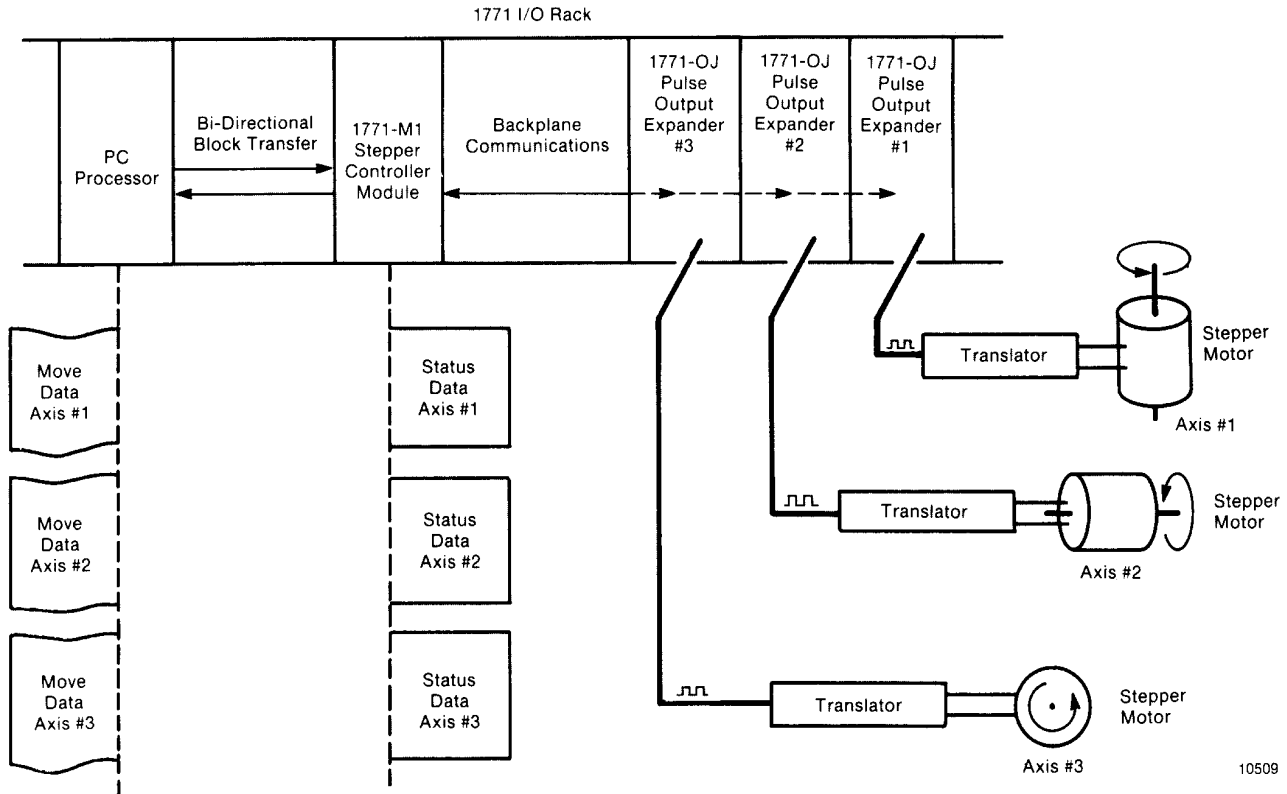 1771 I/O Rack
PC
Processor
Bi-Directional
Block Transfer
1771-M1
Stepper
Controller
Module
Backplane
Communications
1771-OJ
Pulse
Output
Expander
#3
1771-OJ
Pulse
Output
Expander
#2
1771-OJ
Pulse
Output
Expander
#1
Move
Data
Axis #1
Status
Data
Axis #1
Translator
Stepper
Motor
Axis #1
Move
Data
Axis #2
Status
Data
Axis #2
Translator
Stepper
Motor
Axis #2
Move
Data
Axis #3
Status
Data
Axis #3
Translator
Stepper
Motor
Axis #3
10509